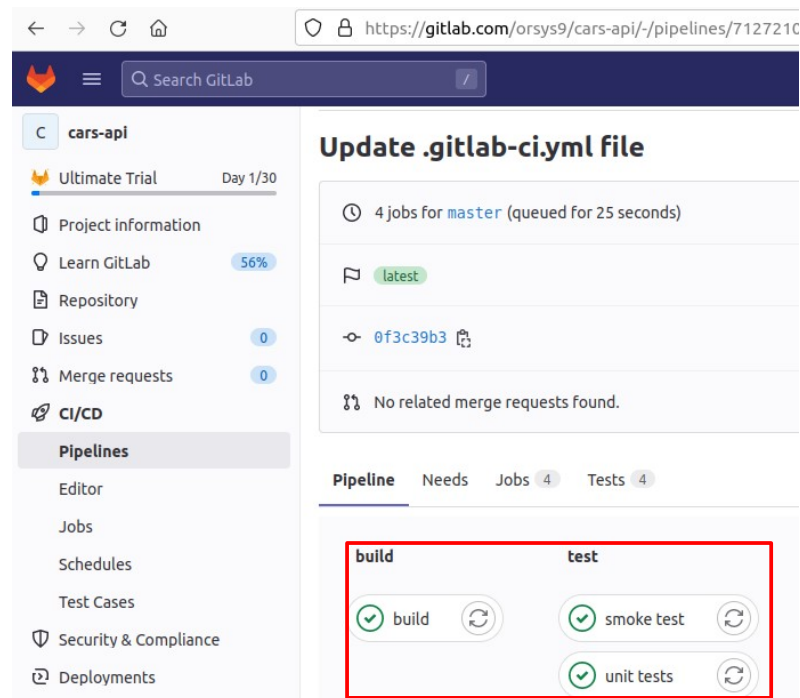 https://gitlab.com/orsys9/cars-api/-/pipelines/7127210
Search GitLab /
C cars-api
Ultimate Trial Day 1/30
Project information
Learn GitLab 56%
Repository
Issues 0
Merge requests 0
CI/CD
Pipelines
Editor
Jobs
Schedules
Test Cases
Security & Compliance
Deployments
Update .gitlab-ci.yml file
4 jobs for master (queued for 25 seconds)
latest
0f3c39b3
No related merge requests found.
Pipeline Needs Jobs 4 Tests 4
build test
build smoke test
unit tests